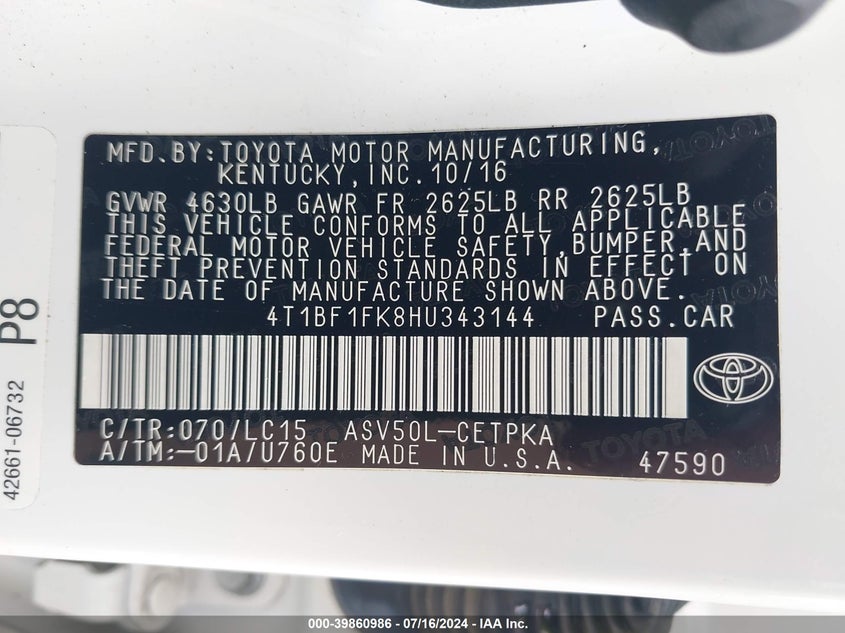 MFD.BY:TOYOTA MOTOR MANUFACTURING,
KENTUCKY,INC.10/16
GVWR 4630LB GAWR FR 2625LB RR 2625LB
THIS VEHICLE CONFORMS TO ALL APPLICABLE
FEDERAL MOTOR VEHICLE SAFETY,BUMPER,AND
THEFT PREVENTION STANDARDS IN EFFECT ON
THE DATE OF MANUFACTURE SHOWN ABOVE.
4T1BF1FK8HU343144 PASS.CAR
C/TR:070/LC15 ASV50L-CETPKA
A/TM:-01A/U760E MADE IN U.S.A. 47590
42661-06732 P8
TOYOTA
000-39860986 - 07/16/2024 - IAA Inc.